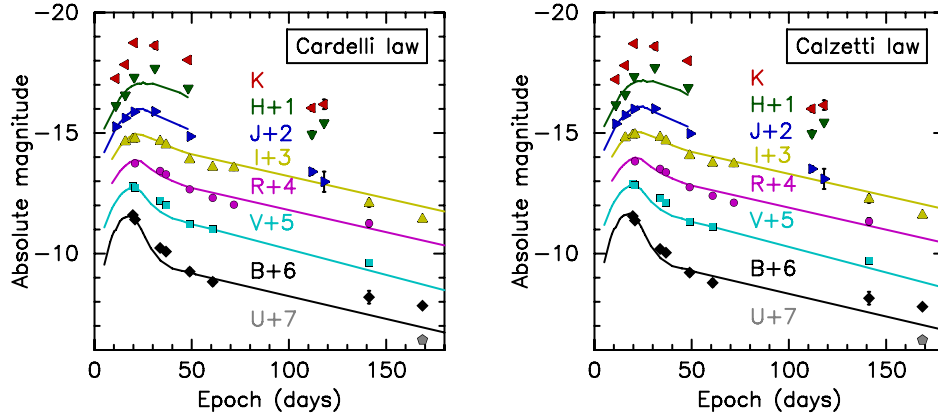 Cardelli law
Absolute magnitude
−20
−15
−10
K
H+1
J+2
I+3
R+4
V+5
B+6
U+7
0 50 100 150
Epoch (days)
Calzetti law
Absolute magnitude
−20
−15
−10
K
H+1
J+2
I+3
R+4
V+5
B+6
U+7
0 50 100 150
Epoch (days)